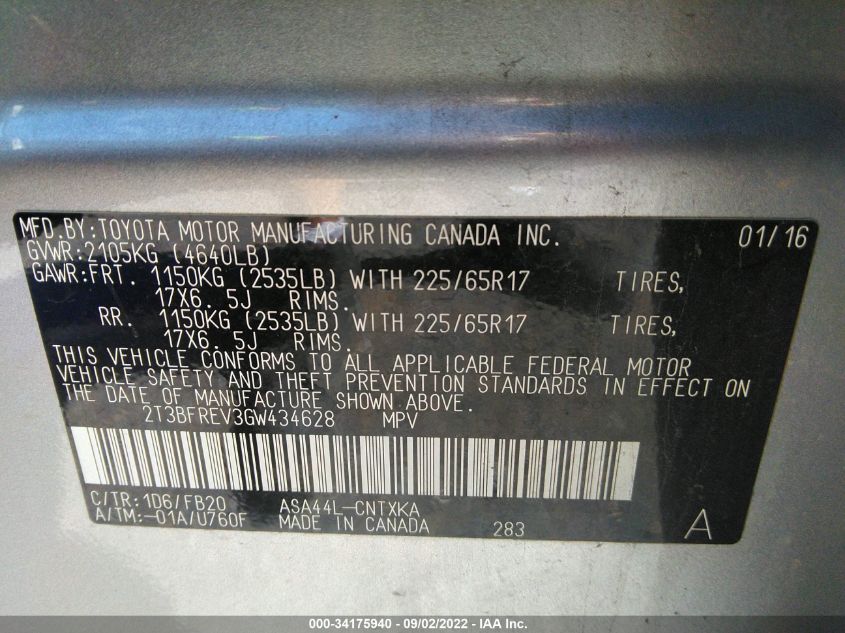 MFD.BY:TOYOTA MOTOR MANUFACTURING CANADA INC. 01/16
GVWR:2105KG (4640LB)
GAWR:FRT. 1150KG (2535LB) WITH 225/65R17 TIRES,
17X6. 5J RIMS.
RR. 1150KG (2535LB) WITH 225/65R17 TIRES,
17X6. 5J RIMS.
THIS VEHICLE CONFORMS TO ALL APPLICABLE FEDERAL MOTOR
VEHICLE SAFETY AND THEFT PREVENTION STANDARDS IN EFFECT ON
THE DATE OF MANUFACTURE SHOWN ABOVE.
2T3BFREV3GW434628 MPV
C/TR:1D6/FB20 ASA44L-CNTXKA
A/TM:-01A/U760F MADE IN CANADA 283 A
000-34175940 - 09/02/2022 - IAA Inc.